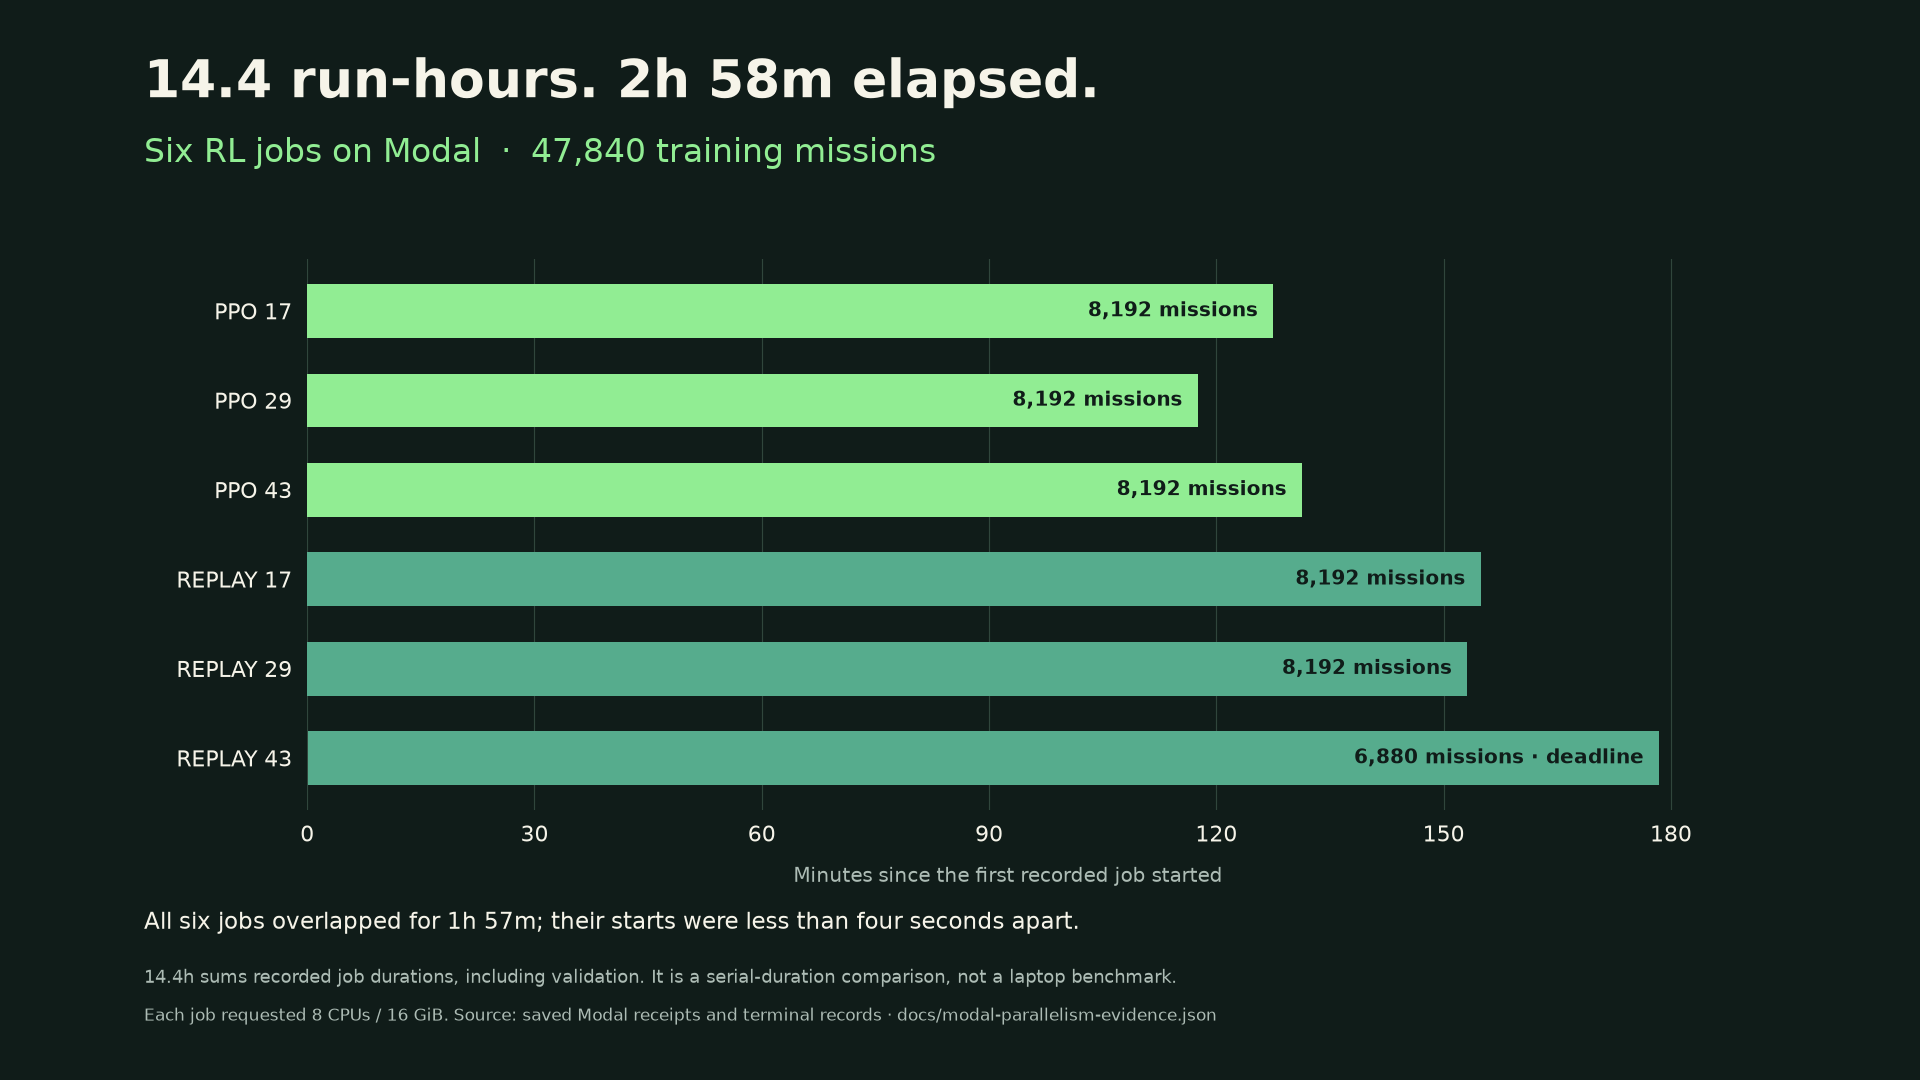 14.4 run-hours. 2h 58m elapsed.
Six RL jobs on Modal · 47,840 training missions
PPO 17
8,192 missions
PPO 29
8,192 missions
PPO 43
8,192 missions
REPLAY 17
8,192 missions
REPLAY 29
8,192 missions
REPLAY 43
6,880 missions · deadline
0 30 60 90 120 150 180
Minutes since the first recorded job started
All six jobs overlapped for 1h 57m; their starts were less than four seconds apart.
14.4h sums recorded job durations, including validation. It is a serial-duration comparison, not a laptop benchmark.
Each job requested 8 CPUs / 16 GiB. Source: saved Modal receipts and terminal records · docs/modal-parallelism-evidence.json